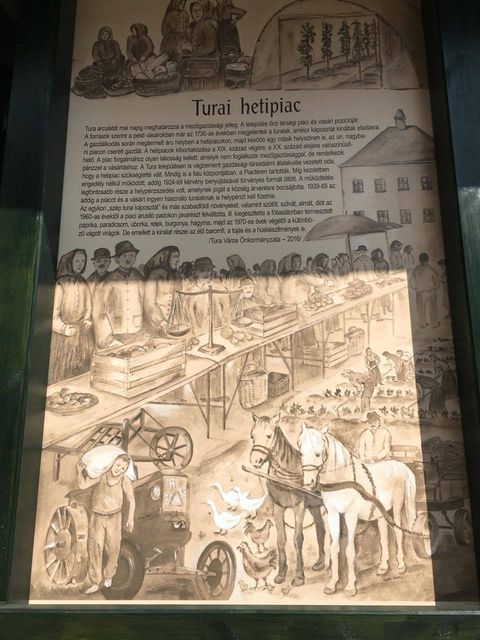 Turai hetipiac
Tura arculatát mai napig meghatározza a mezőgazdasági jelleg. A település őrzi térségi piaci és vásári pozícióját.
A források szerint a pesti vásárokban már az 1730-as években megjelentek a turaiak, amikor káposztát kínáltak eladásra.
A gazdálkodás során megtermelt áru helyben a hetipiacokon, majd később egy másik helyszínen is, az ún. nagyba-
ni piacon cserélt gazdát. A hetipiacok kibontakozása a XIX. század végére, a XX. század elejére valószínűsít-
hető. A piac forgalmához olyan lakosság kellett, amelyik nem foglalkozik mezőgazdasággal, de rendelkezik
pénzzel a vásárláshoz. A Tura településen is végbement gazdasági-társadalmi átalakulás vezetett oda,
hogy a hetipiac szükségletté vált. Mindig is a falu központjában, a Piactéren tartották. Míg kezdetben
engedély nélkül működött, addig 1924-től kérvény benyújtásával törvényes formát öltött. A működtetés
legfontosabb része a helypénzszedés volt, amelynek jogát a község árverésre bocsájtotta. 1939-től az
addig a piacot és a vásárt ingyen használó turaiaknak is helypénzt kell fizetnie.
Az egykori „szép turai káposztát" és más szabadföldi növényeket, valamint szőlőt, szilvát, almát, diót az
1960-as évektől a piaci árusító padokon javarészt felváltotta, ill. kiegészítette a fóliasátorban termesztett
paprika, paradicsom, uborka, retek, burgonya, hagyma, majd az 1970-es évek végétől a különbö-
ző vágott virágok. De emellett a kínálat részei az élő baromfi, a tojás és a húskészítmények is.
/Tura Város Önkormányzata – 2016/